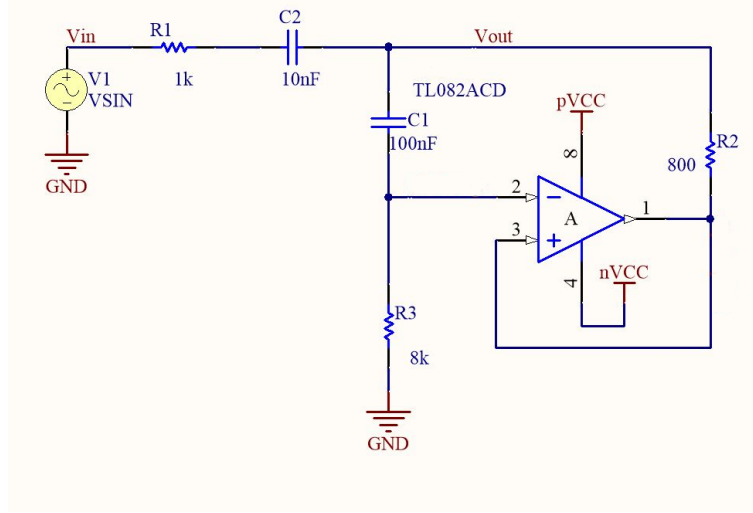 Vin
R1
1k
C2
10nF
Vout
V1
VSIN
GND
C1
100nF
TL082ACD
pVCC
8
R2
800
2
3
A
1
4
nVCC
R3
8k
GND